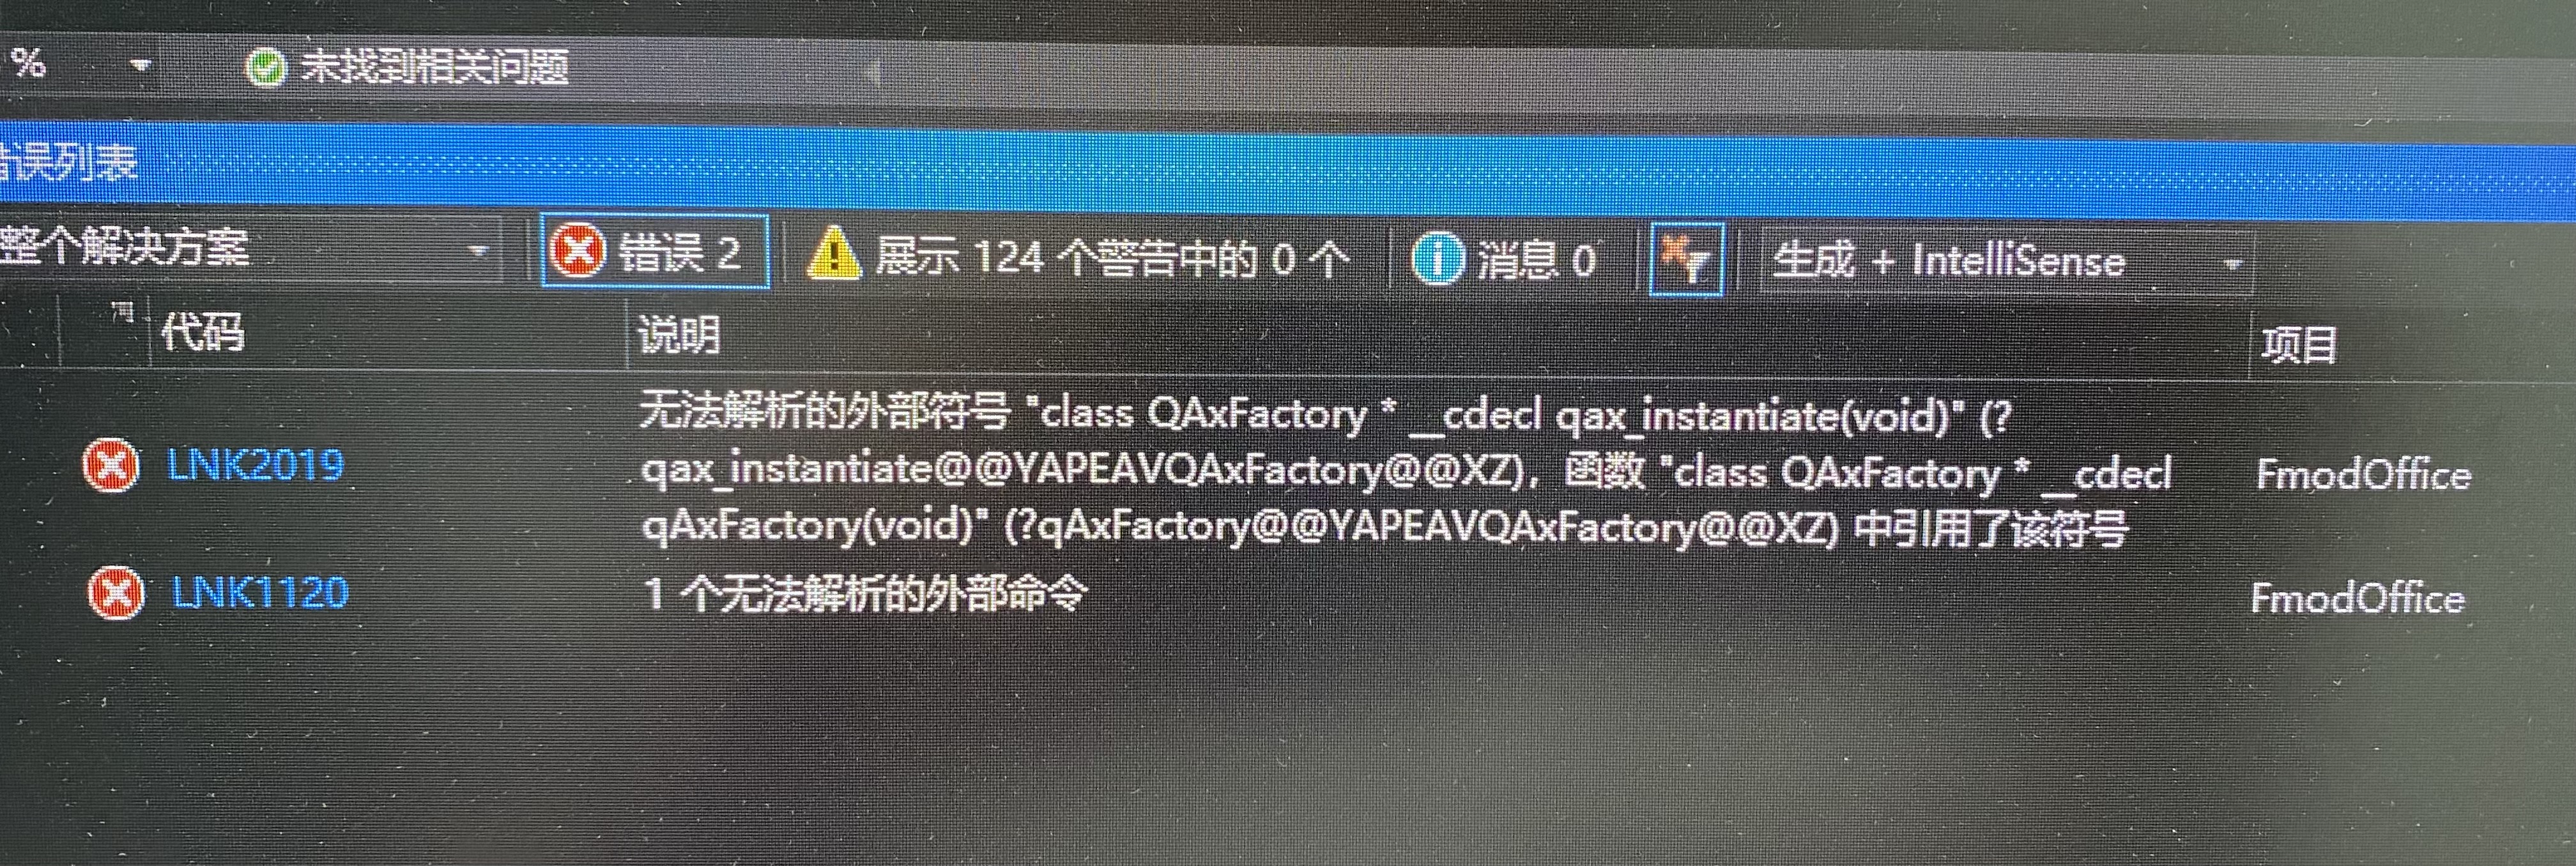 % 未找到相关问题
错误列表
整个解决方案 错误 2 展示 124 个警告中的 0 个 消息 0 生成 + IntelliSense
代码 说明 项目
无法解析的外部符号 "class QAxFactory * __cdecl qax_instantiate(void)" (?
LNK2019 qax_instantiate@@YAPEAVQAxFactory@@XZ)，函数 "class QAxFactory * __cdecl FmodOffice
qAxFactory(void)" (?qAxFactory@@YAPEAVQAxFactory@@XZ) 中引用了该符号
LNK1120 1 个无法解析的外部命令 FmodOffice